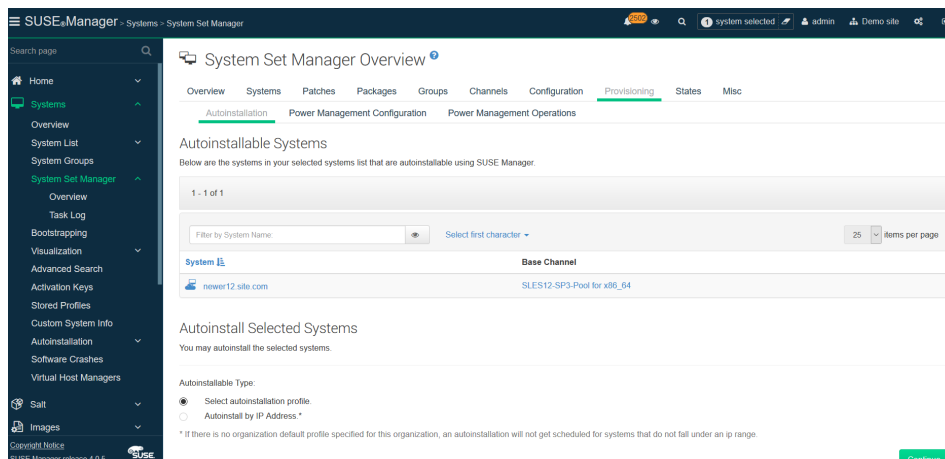 SUSE®Manager > Systems > System Set Manager
2502
1 system selected
admin
Demo site
Search page
Home
Systems
Overview
System List
System Groups
System Set Manager
Overview
Task Log
Bootstrapping
Visualization
Advanced Search
Activation Keys
Stored Profiles
Custom System Info
Autoinstallation
Software Crashes
Virtual Host Managers
Salt
Images
Copyright Notice
SUSE Manager release 4.0.5
SUSE
System Set Manager Overview ?
Overview Systems Patches Packages Groups Channels Configuration Provisioning States Misc
Autoinstallation Power Management Configuration Power Management Operations
Autoinstallable Systems
Below are the systems in your selected systems list that are autoinstallable using SUSE Manager.
1 - 1 of 1
Filter by System Name: Select first character 25 items per page
System Base Channel
newer12.site.com SLES12-SP3-Pool for x86_64
Autoinstall Selected Systems
You may autoinstall the selected systems.
Autoinstallable Type:
Select autoinstallation profile.
Autoinstall by IP Address.*
* If there is no organization default profile specified for this organization, an autoinstallation will not get scheduled for systems that do not fall under an ip range.
Continue